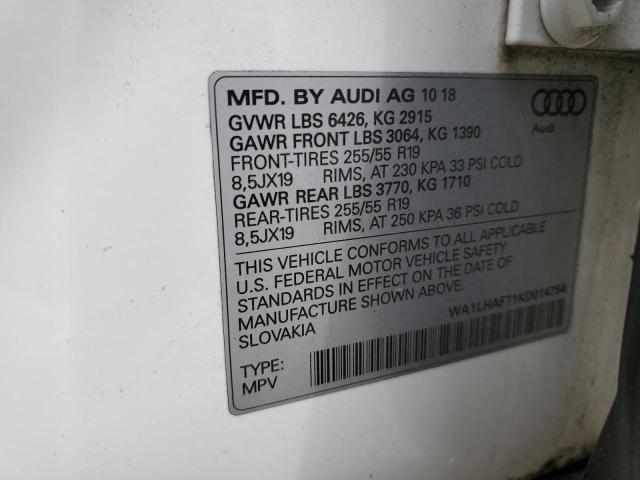 MFD. BY AUDI AG 10 18
GVWR LBS 6426, KG 2915
GAWR FRONT LBS 3064, KG 1390
FRONT-TIRES 255/55 R19
8,5JX19 RIMS, AT 230 KPA 33 PSI COLD
GAWR REAR LBS 3770, KG 1710
REAR-TIRES 255/55 R19
8,5JX19 RIMS, AT 250 KPA 36 PSI COLD
Audi
THIS VEHICLE CONFORMS TO ALL APPLICABLE
U.S. FEDERAL MOTOR VEHICLE SAFETY
STANDARDS IN EFFECT ON THE DATE OF
MANUFACTURE SHOWN ABOVE.
SLOVAKIA
WA1LHAF71KD014254
TYPE:
MPV